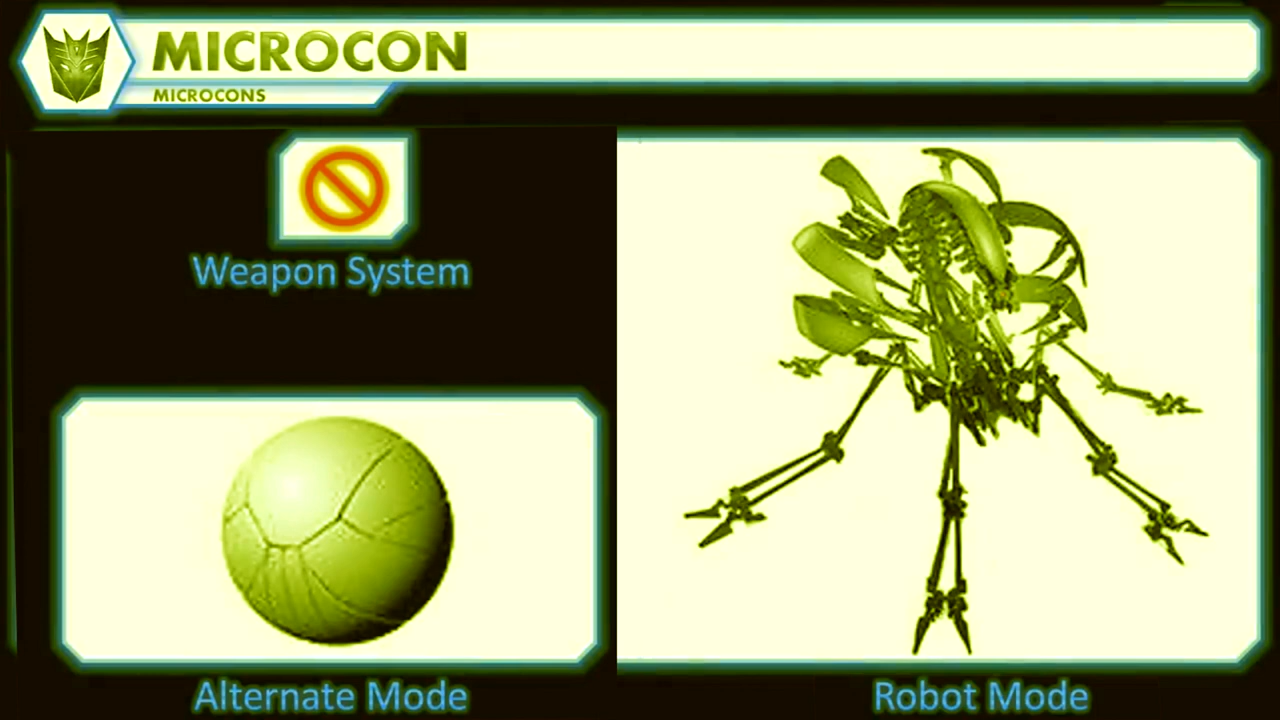 MICROCON
MICROCONS
Weapon System
Alternate Mode
Robot Mode